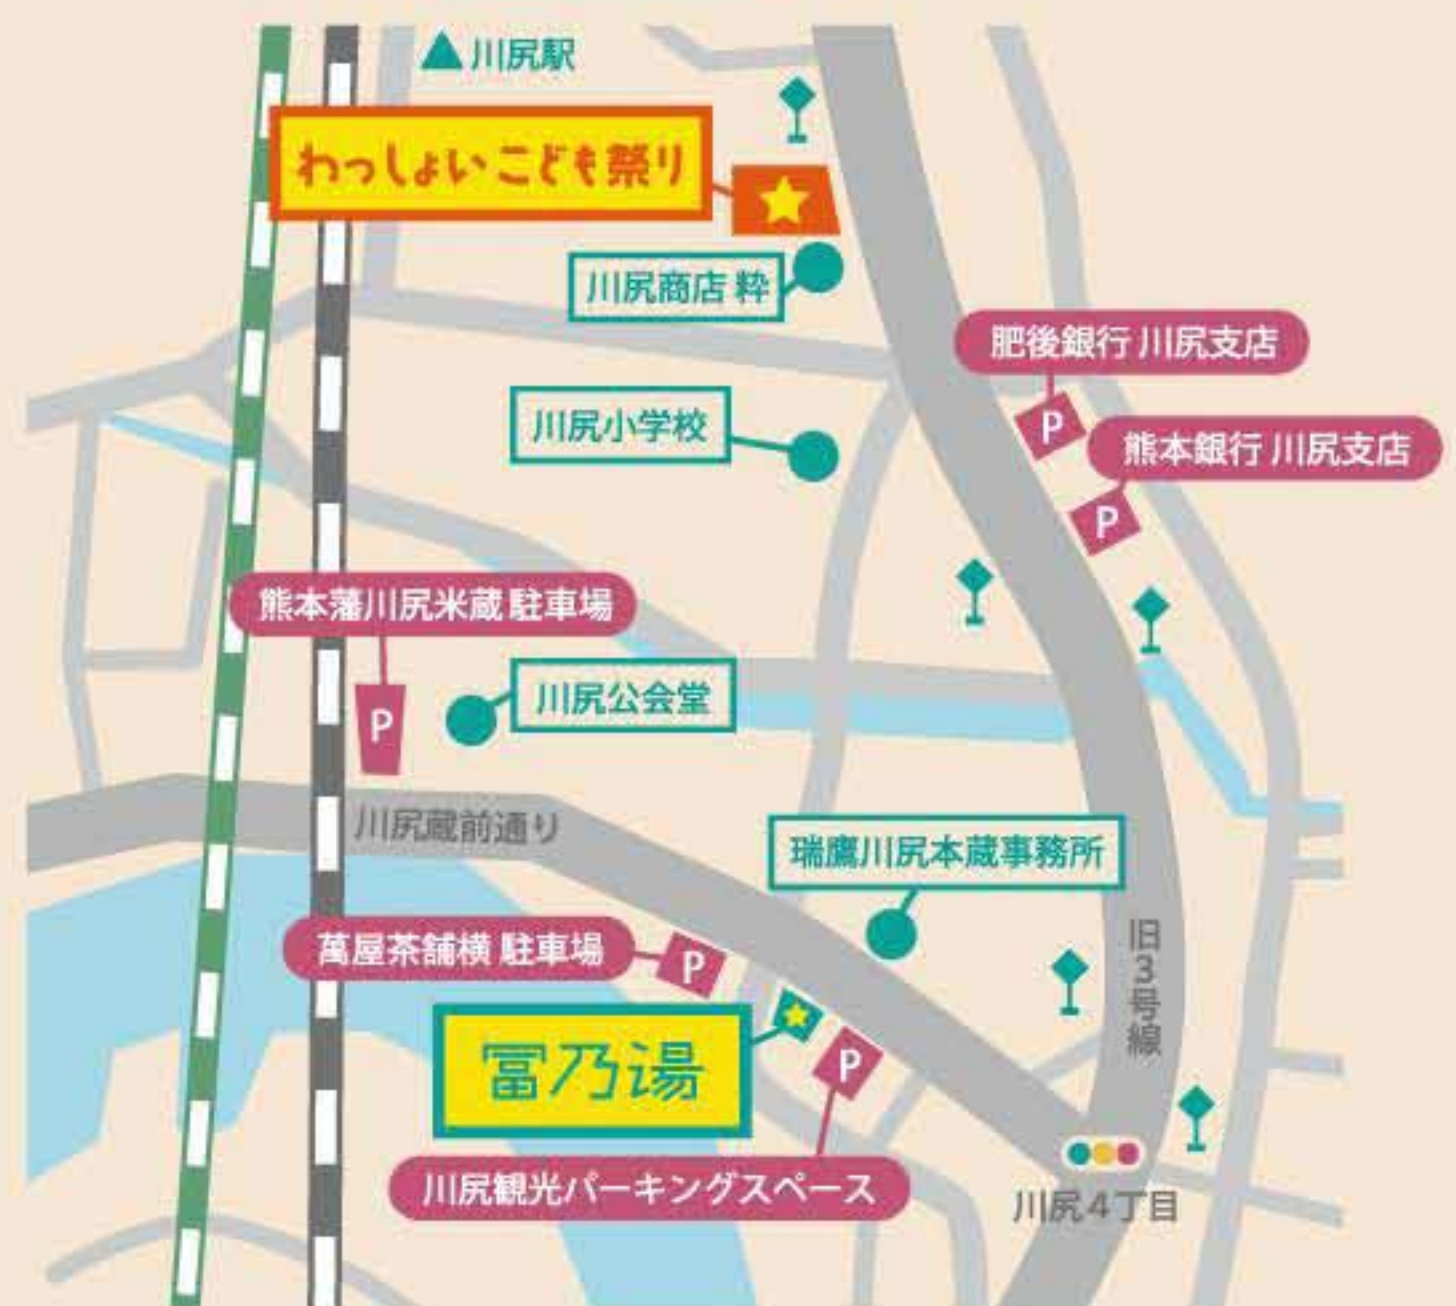 川尻駅
わっしょいこども祭り
川尻商店 粋
肥後銀行 川尻支店
P
川尻小学校
熊本銀行 川尻支店
P
熊本藩川尻米蔵 駐車場
P
川尻公会堂
川尻蔵前通り
瑞鷹川尻本蔵事務所
萬屋茶舗横 駐車場
P
旧3号線
冨乃湯
P
川尻観光パーキングスペース
川尻4丁目